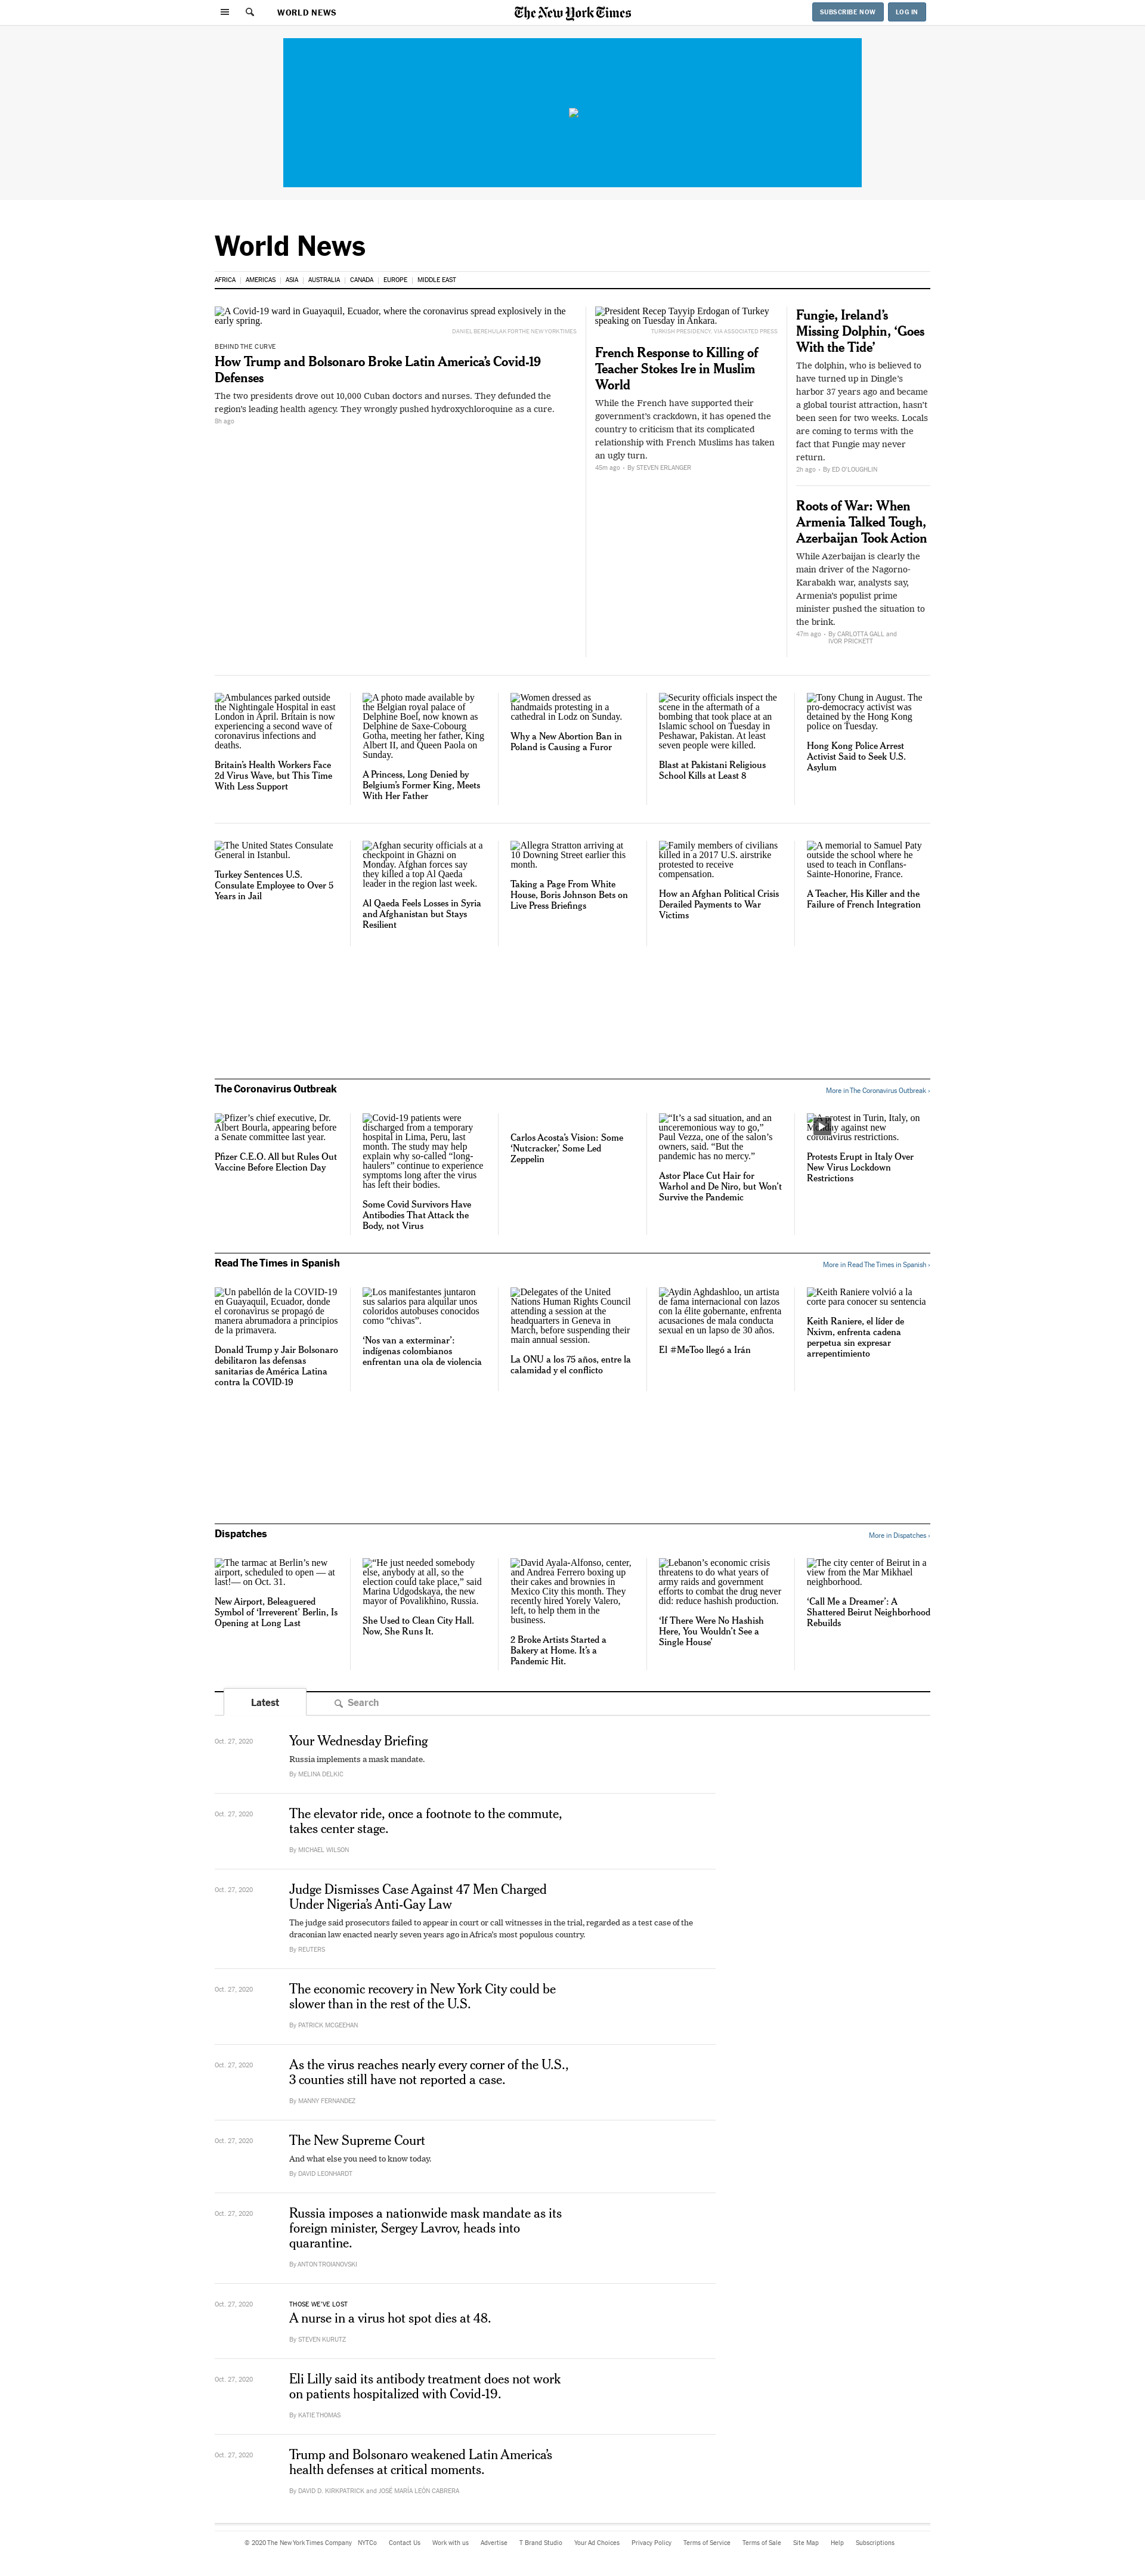 WORLD NEWS
The New York Times
SUBSCRIBE NOW
LOG IN
World News
AFRICA
AMERICAS
ASIA
AUSTRALIA
CANADA
EUROPE
MIDDLE EAST
A Covid-19 ward in Guayaquil, Ecuador, where the coronavirus spread explosively in the
early spring.
DANIEL BEREHULAK FOR THE NEW YORK TIMES
BEHIND THE CURVE
How Trump and Bolsonaro Broke Latin America’s Covid-19
Defenses
The two presidents drove out 10,000 Cuban doctors and nurses. They defunded the
region’s leading health agency. They wrongly pushed hydroxychloroquine as a cure.
8h ago
President Recep Tayyip Erdogan of Turkey
speaking on Tuesday in Ankara.
TURKISH PRESIDENCY, VIA ASSOCIATED PRESS
French Response to Killing of
Teacher Stokes Ire in Muslim
World
While the French have supported their
government’s crackdown, it has opened the
country to criticism that its complicated
relationship with French Muslims has taken
an ugly turn.
45m ago • By STEVEN ERLANGER
Fungie, Ireland’s
Missing Dolphin, ‘Goes
With the Tide’
The dolphin, who is believed to
have turned up in Dingle’s
harbor 37 years ago and became
a global tourist attraction, hasn’t
been seen for two weeks. Locals
are coming to terms with the
fact that Fungie may never
return.
2h ago • By ED O’LOUGHLIN
Roots of War: When
Armenia Talked Tough,
Azerbaijan Took Action
While Azerbaijan is clearly the
main driver of the Nagorno-
Karabakh war, analysts say,
Armenia’s populist prime
minister pushed the situation to
the brink.
47m ago • By CARLOTTA GALL and
IVOR PRICKETT
Ambulances parked outside
the Nightingale Hospital in east
London in April. Britain is now
experiencing a second wave of
coronavirus infections and
deaths.
Britain’s Health Workers Face
2d Virus Wave, but This Time
With Less Support
A photo made available by
the Belgian royal palace of
Delphine Boel, now known as
Delphine de Saxe-Cobourg
Gotha, meeting her father, King
Albert II, and Queen Paola on
Sunday.
A Princess, Long Denied by
Belgium’s Former King, Meets
With Her Father
Women dressed as
handmaids protesting in a
cathedral in Lodz on Sunday.
Why a New Abortion Ban in
Poland is Causing a Furor
Security officials inspect the
scene in the aftermath of a
bombing that took place at an
Islamic school on Tuesday in
Peshawar, Pakistan. At least
seven people were killed.
Blast at Pakistani Religious
School Kills at Least 8
Tony Chung in August. The
pro-democracy activist was
detained by the Hong Kong
police on Tuesday.
Hong Kong Police Arrest
Activist Said to Seek U.S.
Asylum
The United States Consulate
General in Istanbul.
Turkey Sentences U.S.
Consulate Employee to Over 5
Years in Jail
Afghan security officials at a
checkpoint in Ghazni on
Monday. Afghan forces say
they killed a top Al Qaeda
leader in the region last week.
Al Qaeda Feels Losses in Syria
and Afghanistan but Stays
Resilient
Allegra Stratton arriving at
10 Downing Street earlier this
month.
Taking a Page From White
House, Boris Johnson Bets on
Live Press Briefings
Family members of civilians
killed in a 2017 U.S. airstrike
protested to receive
compensation.
How an Afghan Political Crisis
Derailed Payments to War
Victims
A memorial to Samuel Paty
outside the school where he
used to teach in Conflans-
Sainte-Honorine, France.
A Teacher, His Killer and the
Failure of French Integration
The Coronavirus Outbreak
More in The Coronavirus Outbreak ›
Pfizer’s chief executive, Dr.
Albert Bourla, appearing before
a Senate committee last year.
Pfizer C.E.O. All but Rules Out
Vaccine Before Election Day
Covid-19 patients were
discharged from a temporary
hospital in Lima, Peru, last
month. The study may help
explain why so-called “long-
haulers” continue to experience
symptoms long after the virus
has left their bodies.
Some Covid Survivors Have
Antibodies That Attack the
Body, not Virus
Carlos Acosta’s Vision: Some
‘Nutcracker,’ Some Led
Zeppelin
“It’s a sad situation, and an
unceremonious way to go,”
Paul Vezza, one of the salon’s
owners, said. “But the
pandemic has no mercy.”
Astor Place Cut Hair for
Warhol and De Niro, but Won’t
Survive the Pandemic
A protest in Turin, Italy, on
Monday against new
coronavirus restrictions.
Protests Erupt in Italy Over
New Virus Lockdown
Restrictions
Read The Times in Spanish
More in Read The Times in Spanish ›
Un pabellón de la COVID-19
en Guayaquil, Ecuador, donde
el coronavirus se propagó de
manera abrumadora a principios
de la primavera.
Donald Trump y Jair Bolsonaro
debilitaron las defensas
sanitarias de América Latina
contra la COVID-19
Los manifestantes juntaron
sus salarios para alquilar unos
coloridos autobuses conocidos
como “chivas”.
‘Nos van a exterminar’:
indígenas colombianos
enfrentan una ola de violencia
Delegates of the United
Nations Human Rights Council
attending a session at the
headquarters in Geneva in
March, before suspending their
main annual session.
La ONU a los 75 años, entre la
calamidad y el conflicto
Aydin Aghdashloo, un artista
de fama internacional con lazos
con la élite gobernante, enfrenta
acusaciones de mala conducta
sexual en un lapso de 30 años.
El #MeToo llegó a Irán
Keith Raniere volvió a la
corte para conocer su sentencia
Keith Raniere, el líder de
Nxivm, enfrenta cadena
perpetua sin expresar
arrepentimiento
Dispatches
More in Dispatches ›
The tarmac at Berlin’s new
airport, scheduled to open — at
last!— on Oct. 31.
New Airport, Beleaguered
Symbol of ‘Irreverent’ Berlin, Is
Opening at Long Last
“He just needed somebody
else, anybody at all, so the
election could take place,” said
Marina Udgodskaya, the new
mayor of Povalikhino, Russia.
She Used to Clean City Hall.
Now, She Runs It.
David Ayala-Alfonso, center,
and Andrea Ferrero boxing up
their cakes and brownies in
Mexico City this month. They
recently hired Yorely Valero,
left, to help them in the
business.
2 Broke Artists Started a
Bakery at Home. It’s a
Pandemic Hit.
Lebanon’s economic crisis
threatens to do what years of
army raids and government
efforts to combat the drug never
did: reduce hashish production.
‘If There Were No Hashish
Here, You Wouldn’t See a
Single House’
The city center of Beirut in a
view from the Mar Mikhael
neighborhood.
‘Call Me a Dreamer’: A
Shattered Beirut Neighborhood
Rebuilds
Latest
Search
Oct. 27, 2020
Your Wednesday Briefing
Russia implements a mask mandate.
By MELINA DELKIC
Oct. 27, 2020
The elevator ride, once a footnote to the commute,
takes center stage.
By MICHAEL WILSON
Oct. 27, 2020
Judge Dismisses Case Against 47 Men Charged
Under Nigeria’s Anti-Gay Law
The judge said prosecutors failed to appear in court or call witnesses in the trial, regarded as a test case of the
draconian law enacted nearly seven years ago in Africa’s most populous country.
By REUTERS
Oct. 27, 2020
The economic recovery in New York City could be
slower than in the rest of the U.S.
By PATRICK MCGEEHAN
Oct. 27, 2020
As the virus reaches nearly every corner of the U.S.,
3 counties still have not reported a case.
By MANNY FERNANDEZ
Oct. 27, 2020
The New Supreme Court
And what else you need to know today.
By DAVID LEONHARDT
Oct. 27, 2020
Russia imposes a nationwide mask mandate as its
foreign minister, Sergey Lavrov, heads into
quarantine.
By ANTON TROIANOVSKI
Oct. 27, 2020
THOSE WE’VE LOST
A nurse in a virus hot spot dies at 48.
By STEVEN KURUTZ
Oct. 27, 2020
Eli Lilly said its antibody treatment does not work
on patients hospitalized with Covid-19.
By KATIE THOMAS
Oct. 27, 2020
Trump and Bolsonaro weakened Latin America’s
health defenses at critical moments.
By DAVID D. KIRKPATRICK and JOSÉ MARÍA LEÓN CABRERA
© 2020 The New York Times Company
NYTCo
Contact Us
Work with us
Advertise
T Brand Studio
Your Ad Choices
Privacy Policy
Terms of Service
Terms of Sale
Site Map
Help
Subscriptions